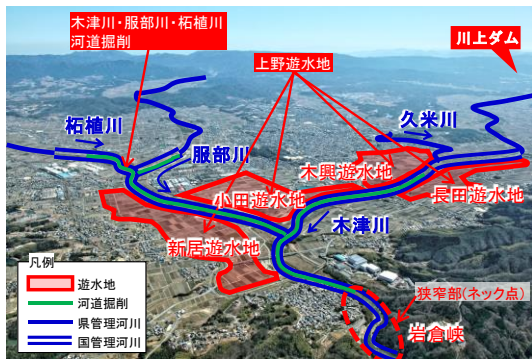 木津川・服部川・柘植川
河道掘削
上野遊水地
川上ダム
柘植川
服部川
久米川
木興遊水地
小田遊水地
長田遊水地
新居遊水地
木津川
狭窄部(ネック点)
岩倉峡
凡例
遊水地
河道掘削
県管理河川
国管理河川